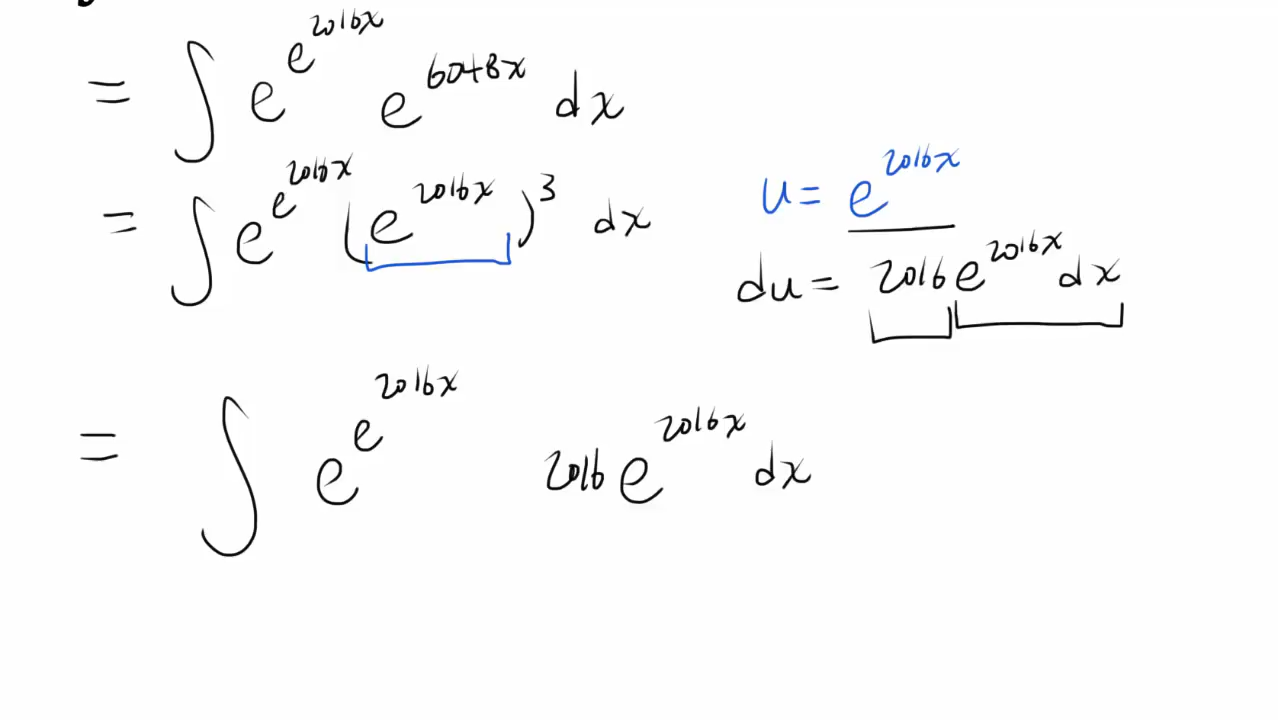 = ∫ e^{e^{2016x}} e^{6048x} dx
= ∫ e^{e^{2016x}} (e^{2016x})^3 dx
u = e^{2016x}
du = 2016 e^{2016x} dx
= ∫ e^{e^{2016x}} 2016 e^{2016x} dx